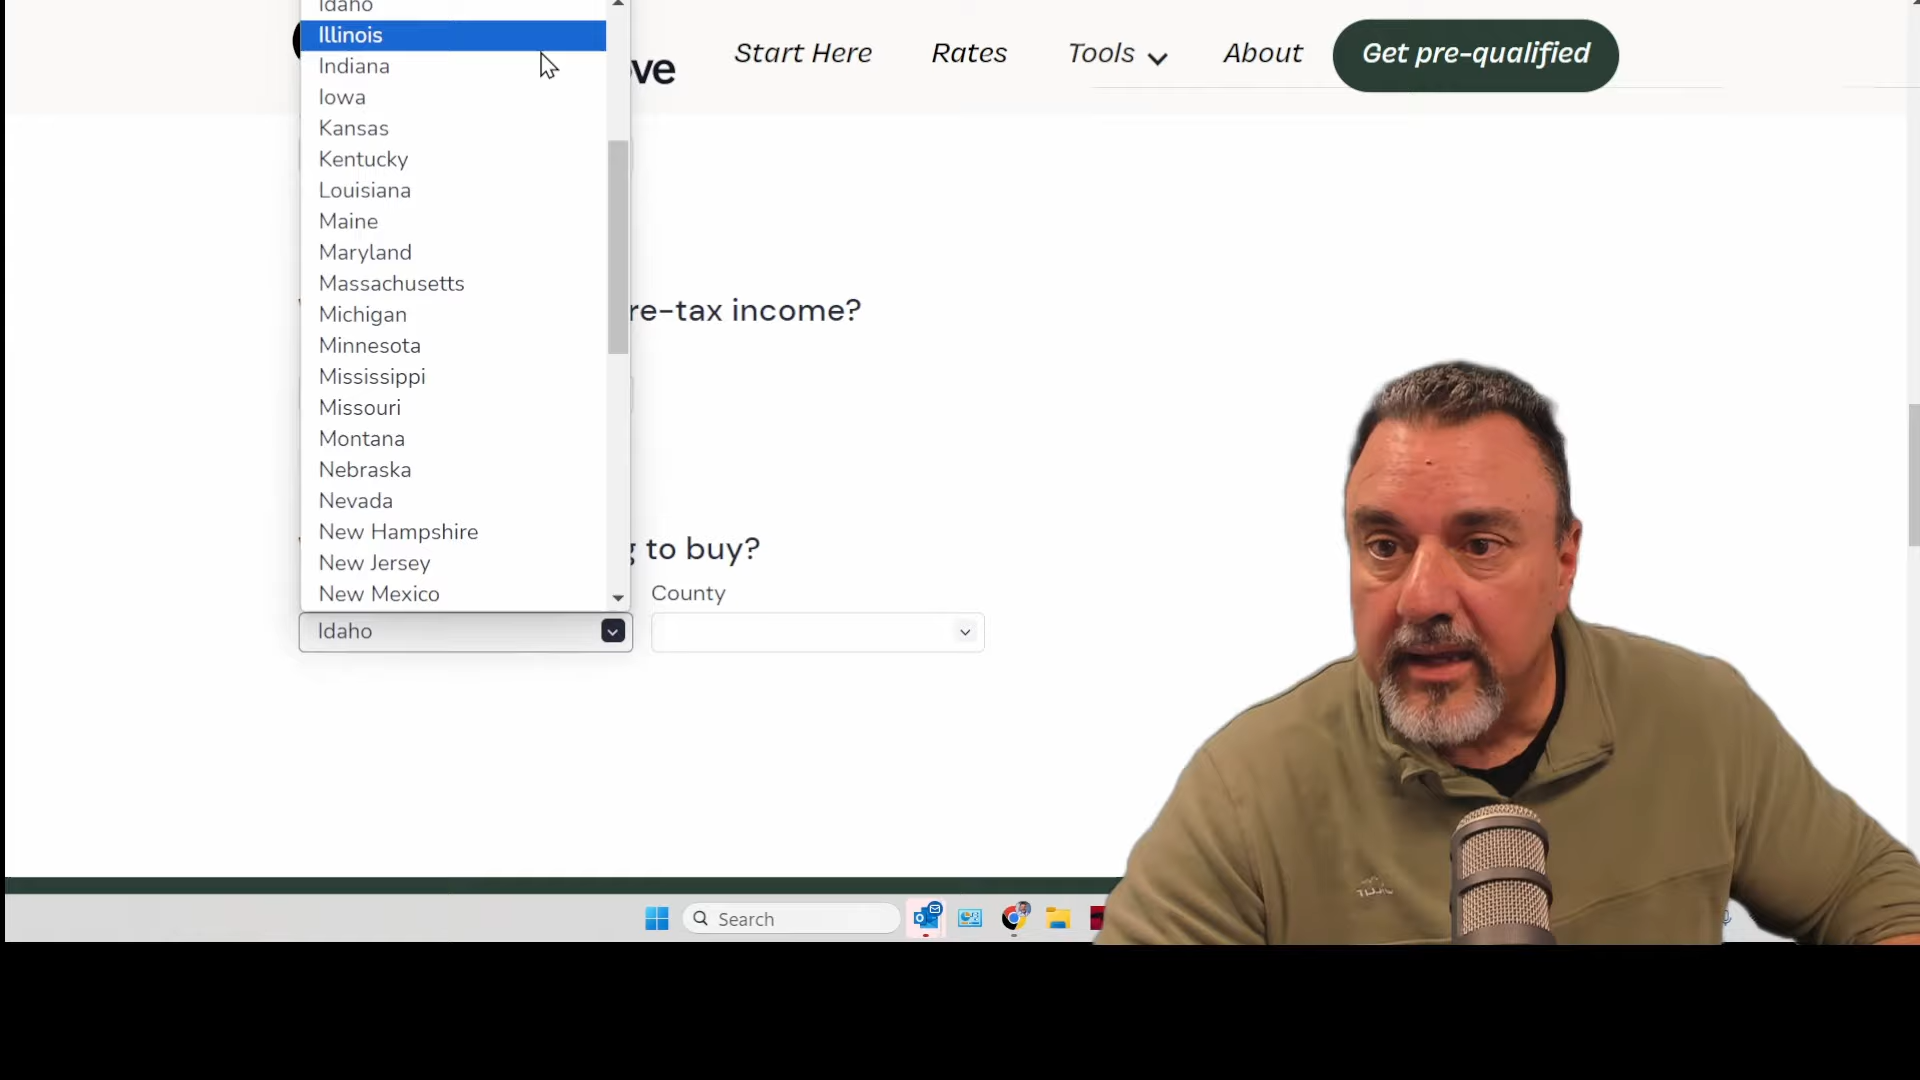 Idaho
Illinois
Indiana
Iowa
Kansas
Kentucky
Louisiana
Maine
Maryland
Massachusetts
Michigan
Minnesota
Mississippi
Missouri
Montana
Nebraska
Nevada
New Hampshire
New Jersey
New Mexico
Idaho
ve
Start Here
Rates
Tools
About
Get pre-qualified
re-tax income?
to buy?
County
Search